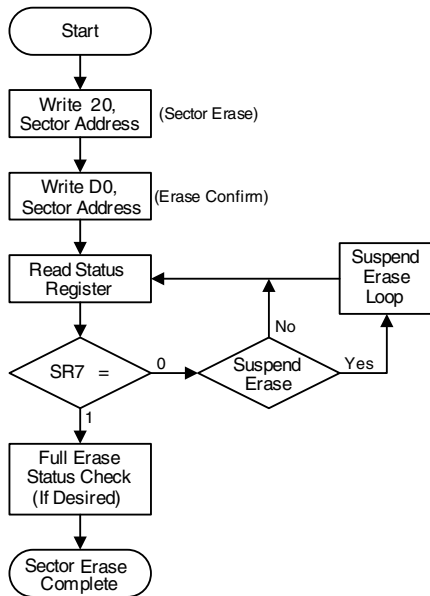 Start
Write 20,
Sector Address
(Sector Erase)
Write D0,
Sector Address
(Erase Confirm)
Read Status
Register
Suspend
Erase
Loop
No
SR7 =
0
Suspend
Erase
Yes
1
Full Erase
Status Check
(If Desired)
Sector Erase
Complete